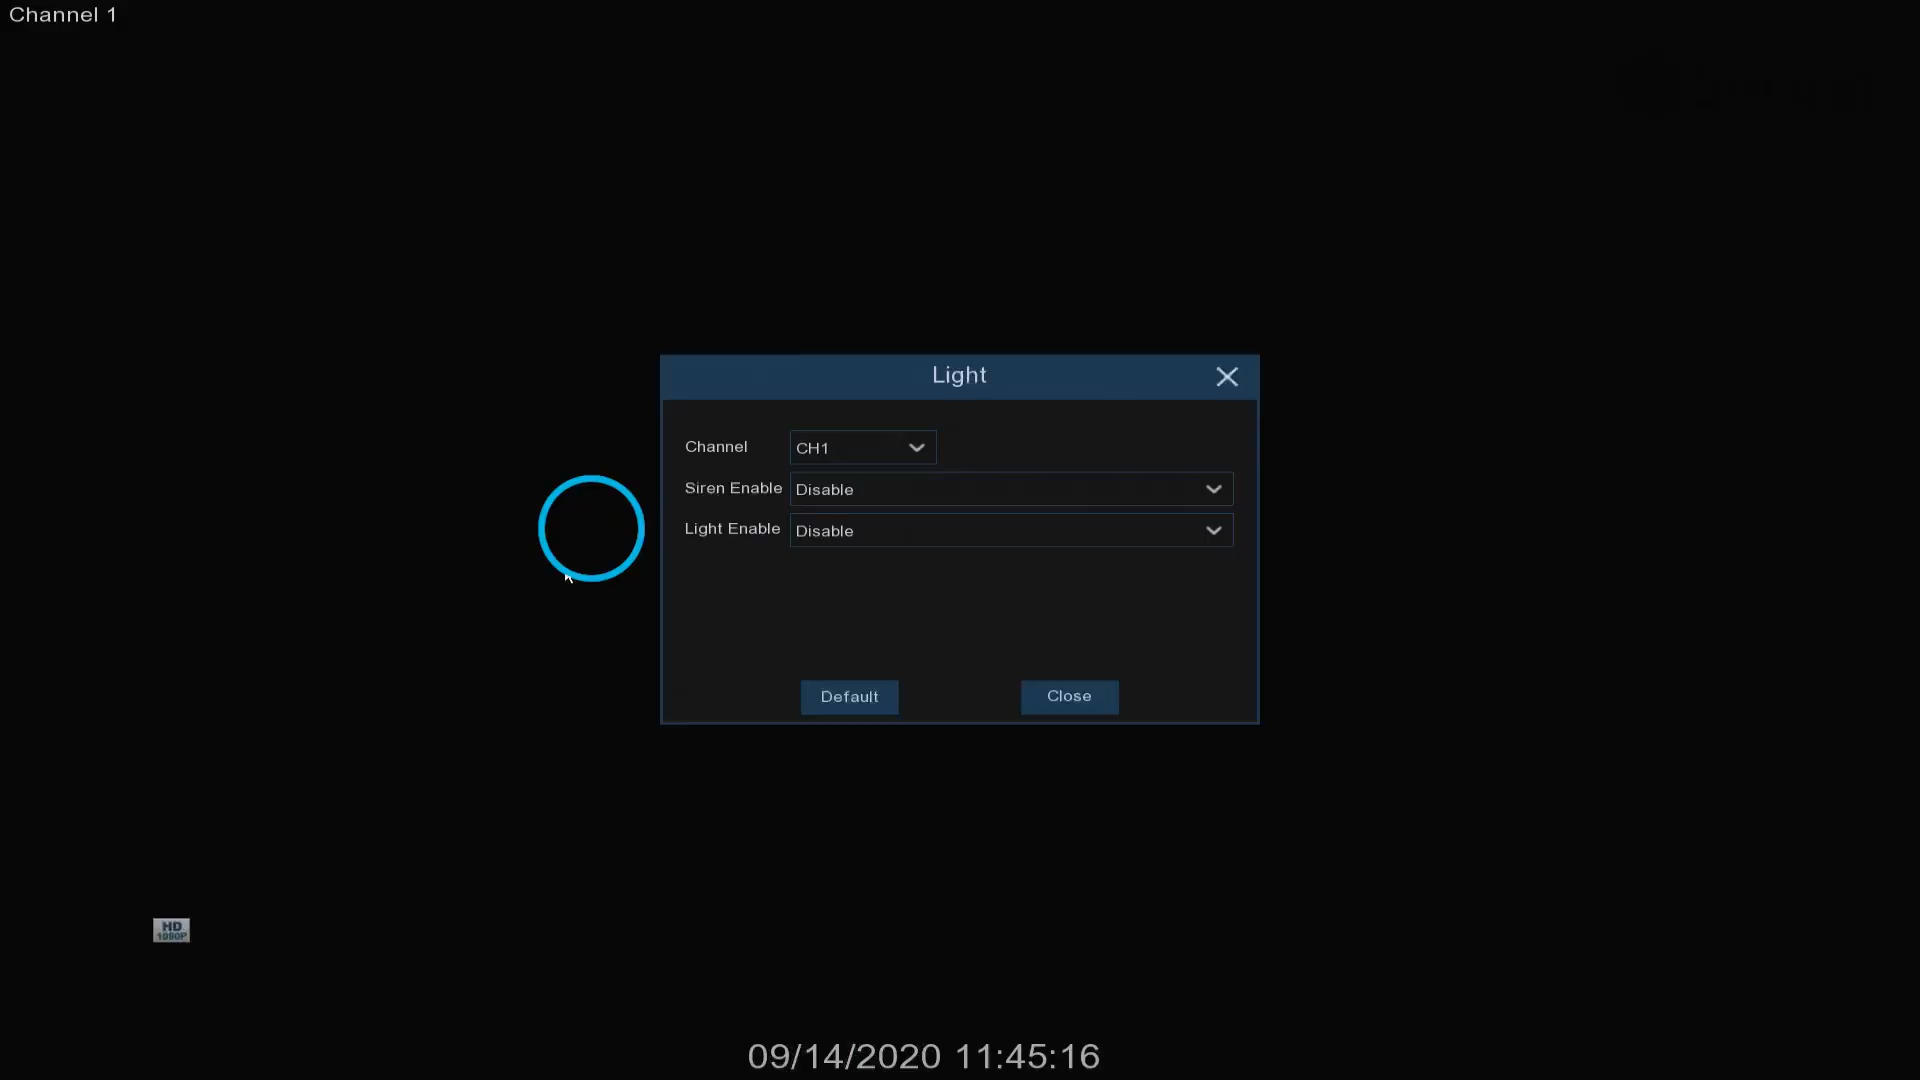 Channel 1
Light
Channel CH1
Siren Enable Disable
Light Enable Disable
Default Close
HD
1080P
09/14/2020 11:45:16